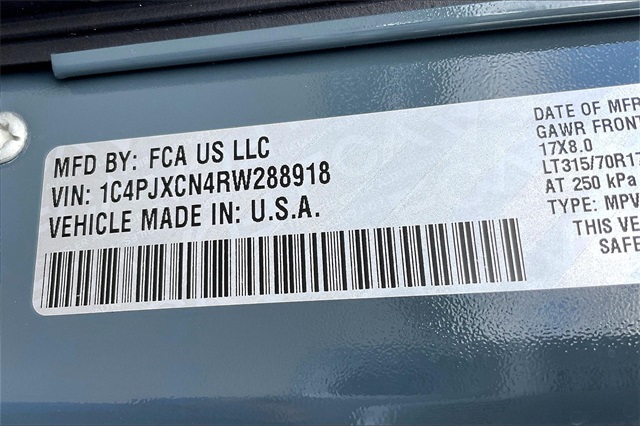 MFD BY: FCA US LLC
VIN: 1C4PJXCN4RW288918
VEHICLE MADE IN: U.S.A.
DATE OF MFR
GAWR FRONT
17X8.0
LT315/70R17
AT 250 kPa
TYPE: MPV
THIS VE
SAFE